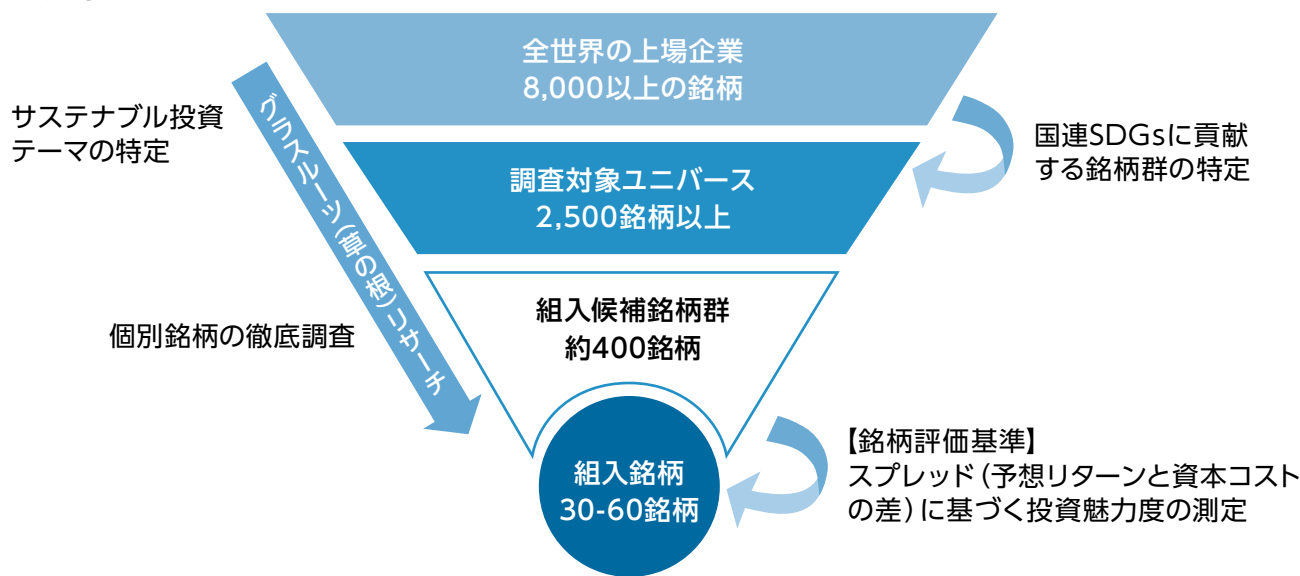 全世界の上場企業
8,000以上の銘柄
サステナブル投資
テーマの特定
グラスルーツ(草の根)リサーチ
国連SDGsに貢献
する銘柄群の特定
調査対象ユニバース
2,500銘柄以上
組入候補銘柄群
約400銘柄
個別銘柄の徹底調査
【銘柄評価基準】
スプレッド(予想リターンと資本コスト
の差)に基づく投資魅力度の測定
組入銘柄
30-60銘柄